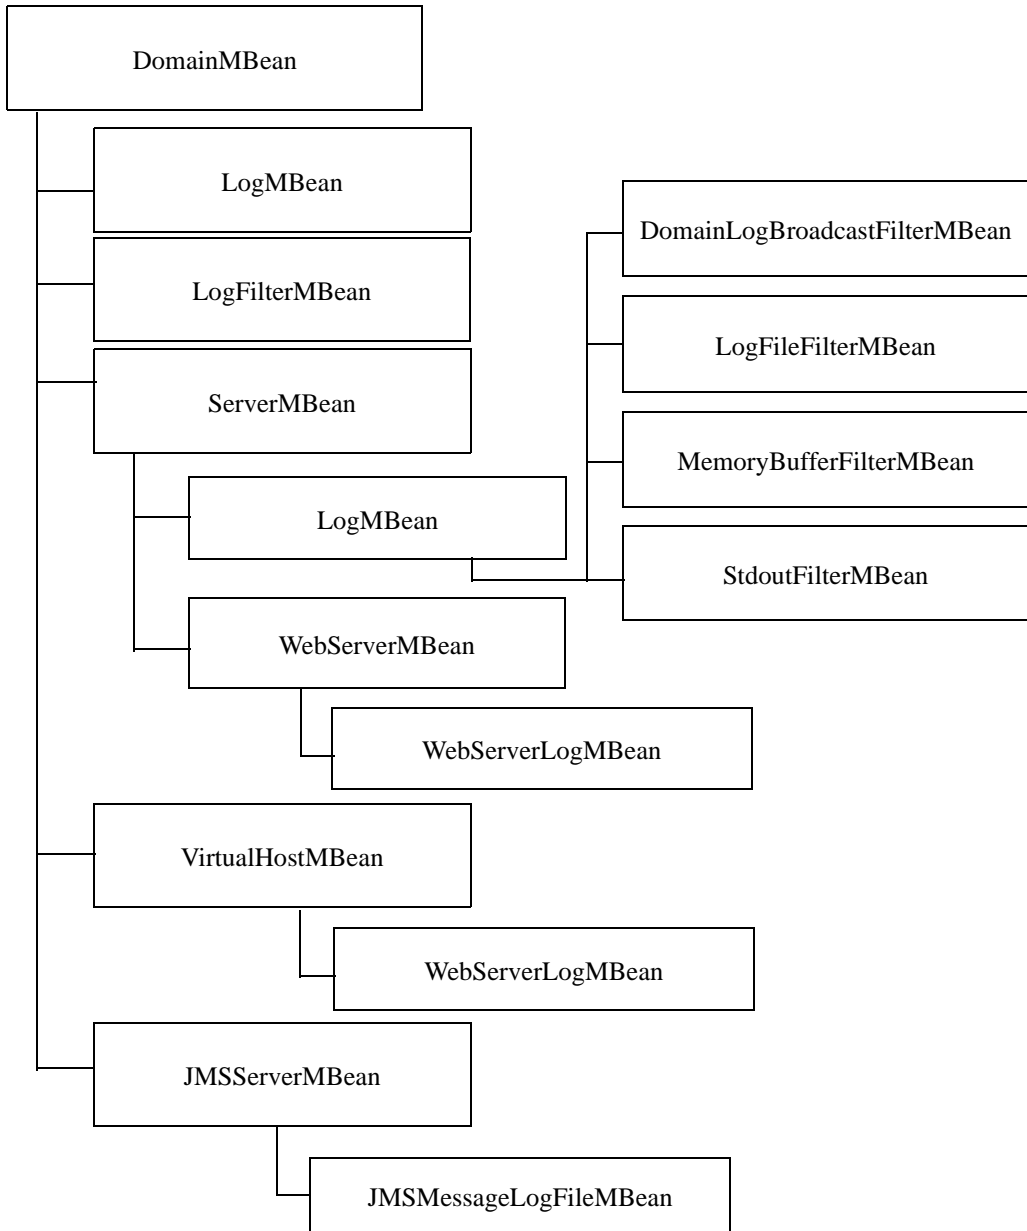 DomainMBean
LogMBean
LogFilterMBean
ServerMBean
LogMBean
DomainLogBroadcastFilterMBean
LogFileFilterMBean
MemoryBufferFilterMBean
StdoutFilterMBean
WebServerMBean
WebServerLogMBean
VirtualHostMBean
WebServerLogMBean
JMSServerMBean
JMSMessageLogFileMBean